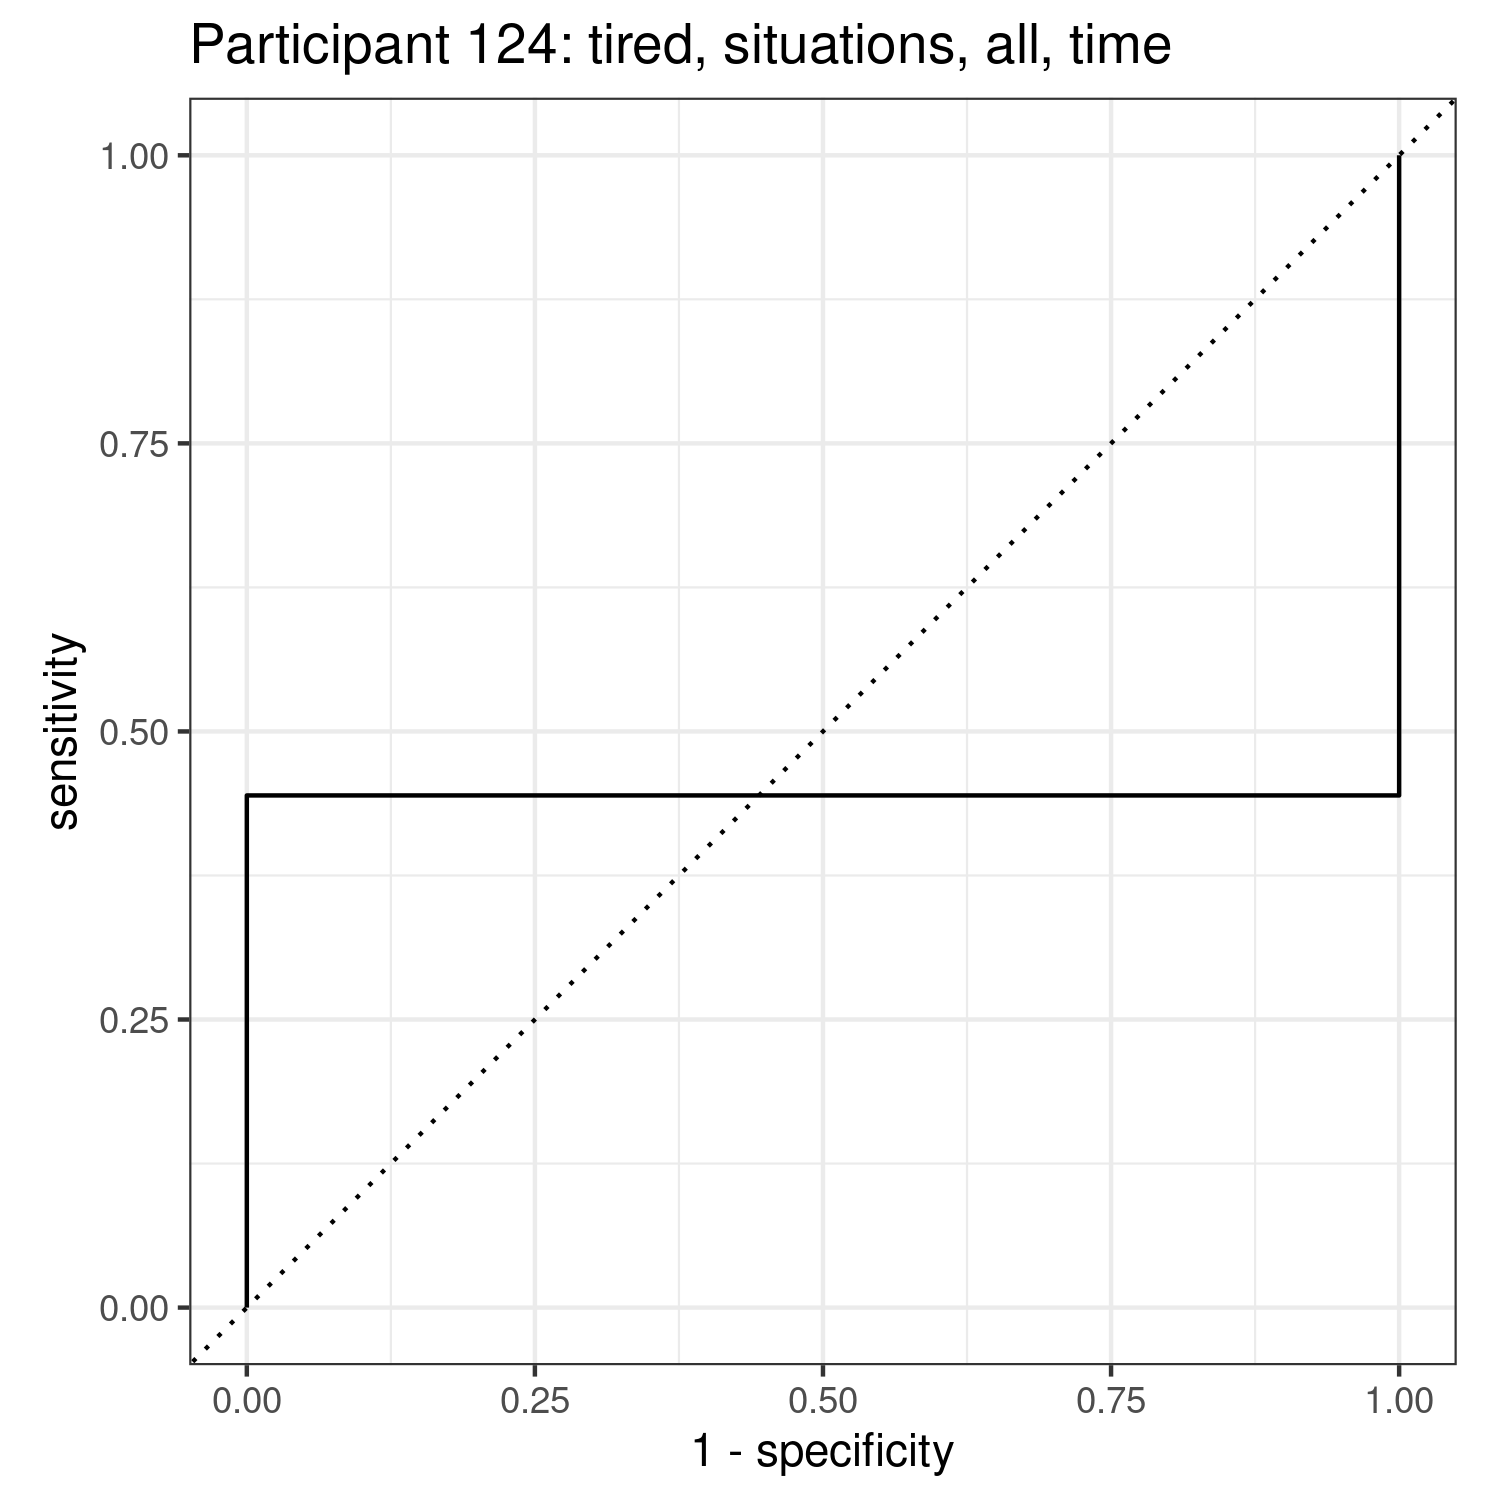 Participant 124: tired, situations, all, time
1.00
0.75
0.50
0.25
0.00
sensitivity
0.00 0.25 0.50 0.75 1.00
1 - specificity